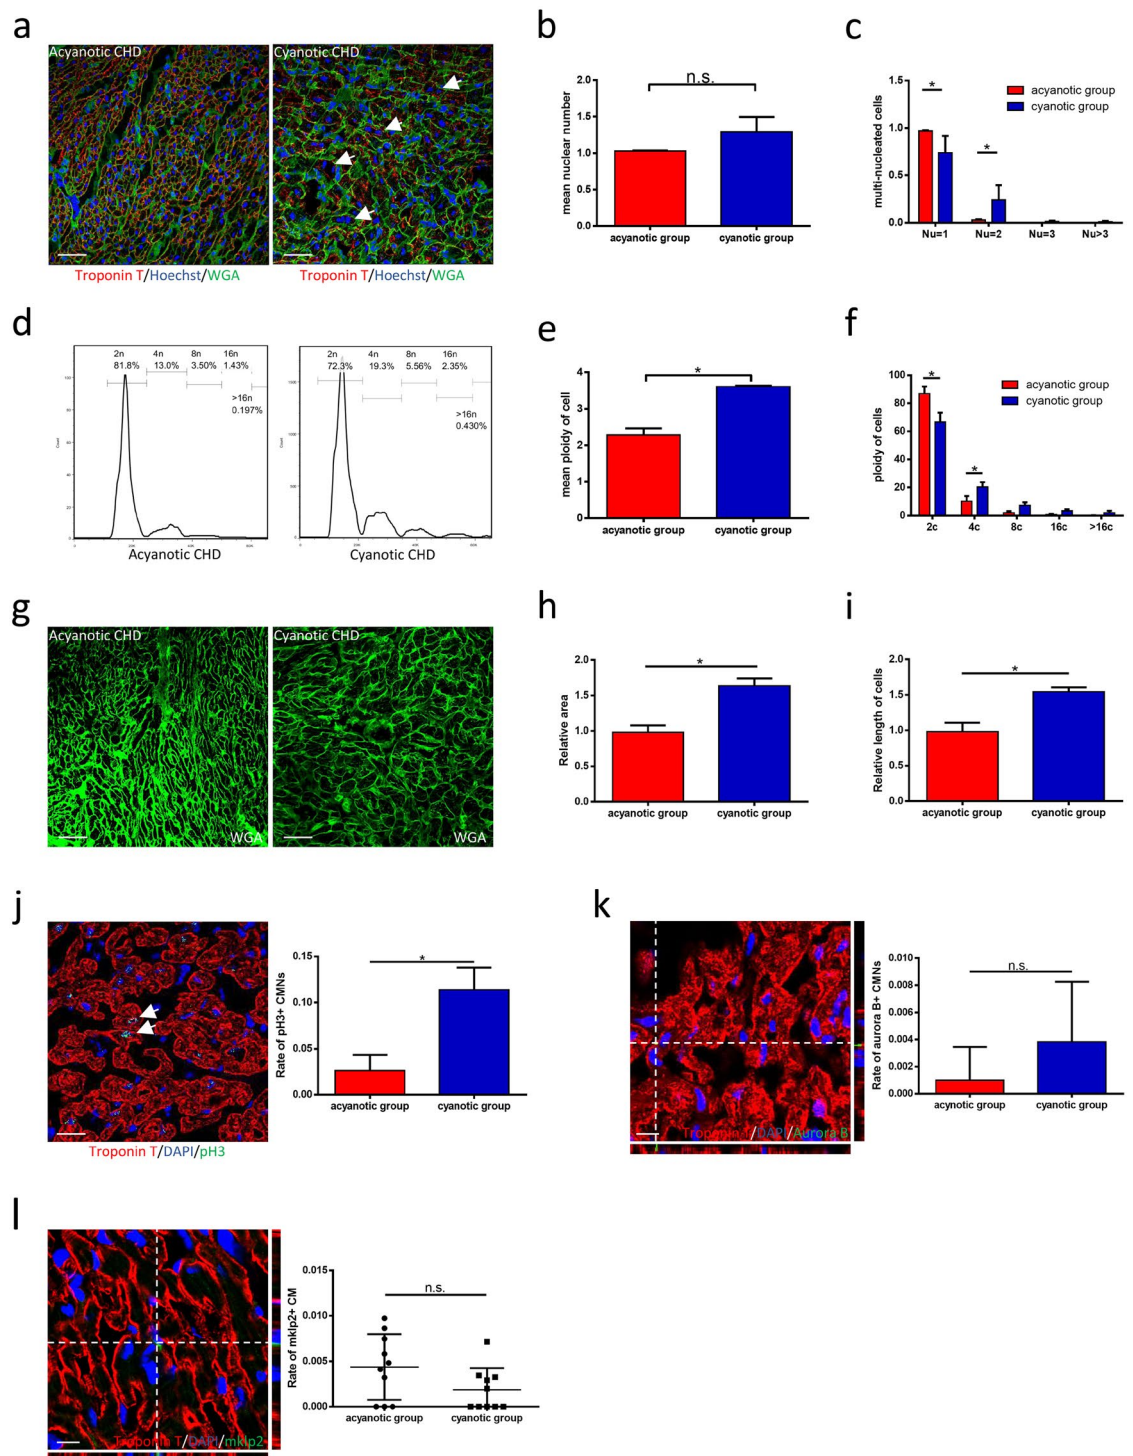 a
Acyanotic CHD
Cyanotic CHD
Troponin T/Hoechst/WGA
Troponin T/Hoechst/WGA
b
mean nuclear number
2.0
1.5
1.0
0.5
0.0
n.s.
acyanotic group
cyanotic group
c
multi-nucleated cells
1.5
1.0
0.5
0.0
*
*
acyanotic group
cyanotic group
Nu=1
Nu=2
Nu=3
Nu>3
d
2n
4n
8n
16n
81.8%
13.0%
3.50%
1.43%
>16n
0.197%
Acyanotic CHD
2n
4n
8n
16n
72.3%
19.3%
5.56%
2.35%
>16n
0.430%
Cyanotic CHD
e
mean ploidy of cell
4
3
2
1
0
*
acyanotic group
cyanotic group
f
ploidy of cells
100
80
60
40
20
0
*
*
acyanotic group
cyanotic group
2c
4c
8c
16c
>16c
g
Acyanotic CHD
WGA
Cyanotic CHD
WGA
h
Relative area
2.0
1.5
1.0
0.5
0.0
*
acyanotic group
cyanotic group
i
Relative length of cells
2.0
1.5
1.0
0.5
0.0
*
acyanotic group
cyanotic group
j
Troponin T/DAPI/pH3
Rate of pH3+ CMNs
0.15
0.10
0.05
0.00
*
acyanotic group
cyanotic group
k
Troponin T/DAPI/Aurora B
Rate of aurora B+ CMNs
0.010
0.008
0.006
0.004
0.002
0.000
n.s.
acynotic group
cyanotic group
l
Troponin T/DAPI/mklp2
Rate of mklp2+ CM
0.015
0.010
0.005
0.000
n.s.
acyanotic group
cyanotic group